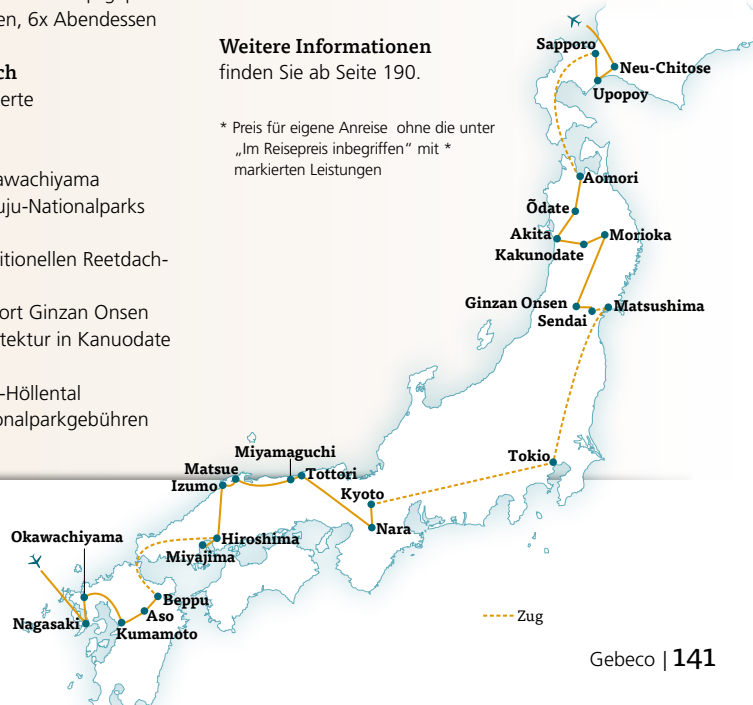 en, 6x Abendessen
ch
erte
awachiyama
uju-Nationalparks
itionellen Reetdach-
ort Ginzan Onsen
tektur in Kanuodate
-Höllental
onalparkgebühren
Weitere Informationen
finden Sie ab Seite 190.
* Preis für eigene Anreise ohne die unter
„Im Reisepreis inbegriffen“ mit *
markierten Leistungen
Sapporo
Neu-Chitose
Upopoy
Aomori
Õdate
Akita
Morioka
Kakunodate
Ginzan Onsen
Matsushima
Sendai
Tokio
Miyamaguchi
Matsue
Tottori
Izumo
Kyoto
Nara
Okawachiyama
Hiroshima
Miyajima
Beppu
Aso
Nagasaki
Kumamoto
Zug
Gebeco | 141